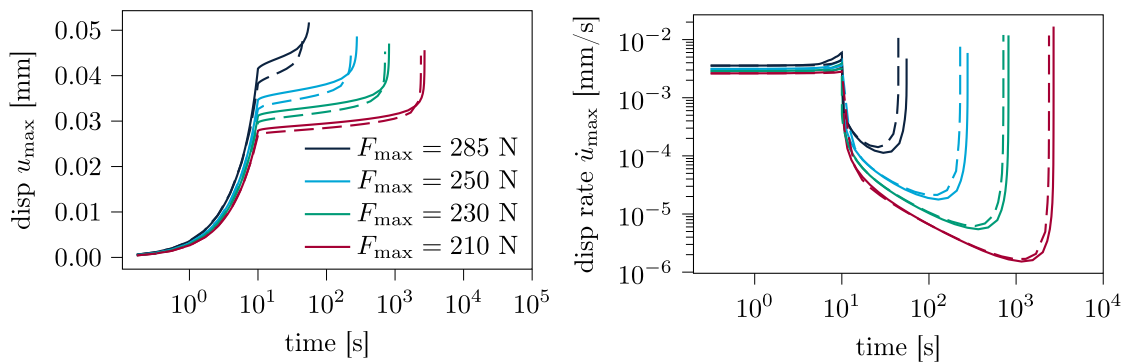 0.05
0.04
0.03
0.02
0.01
0.00
disp u_max [mm]
F_max = 285 N
F_max = 250 N
F_max = 230 N
F_max = 210 N
10^0 10^1 10^2 10^3 10^4 10^5
time [s]
10^−2
10^−3
10^−4
10^−5
10^−6
disp rate u̇_max [mm/s]
10^0 10^1 10^2 10^3 10^4
time [s]